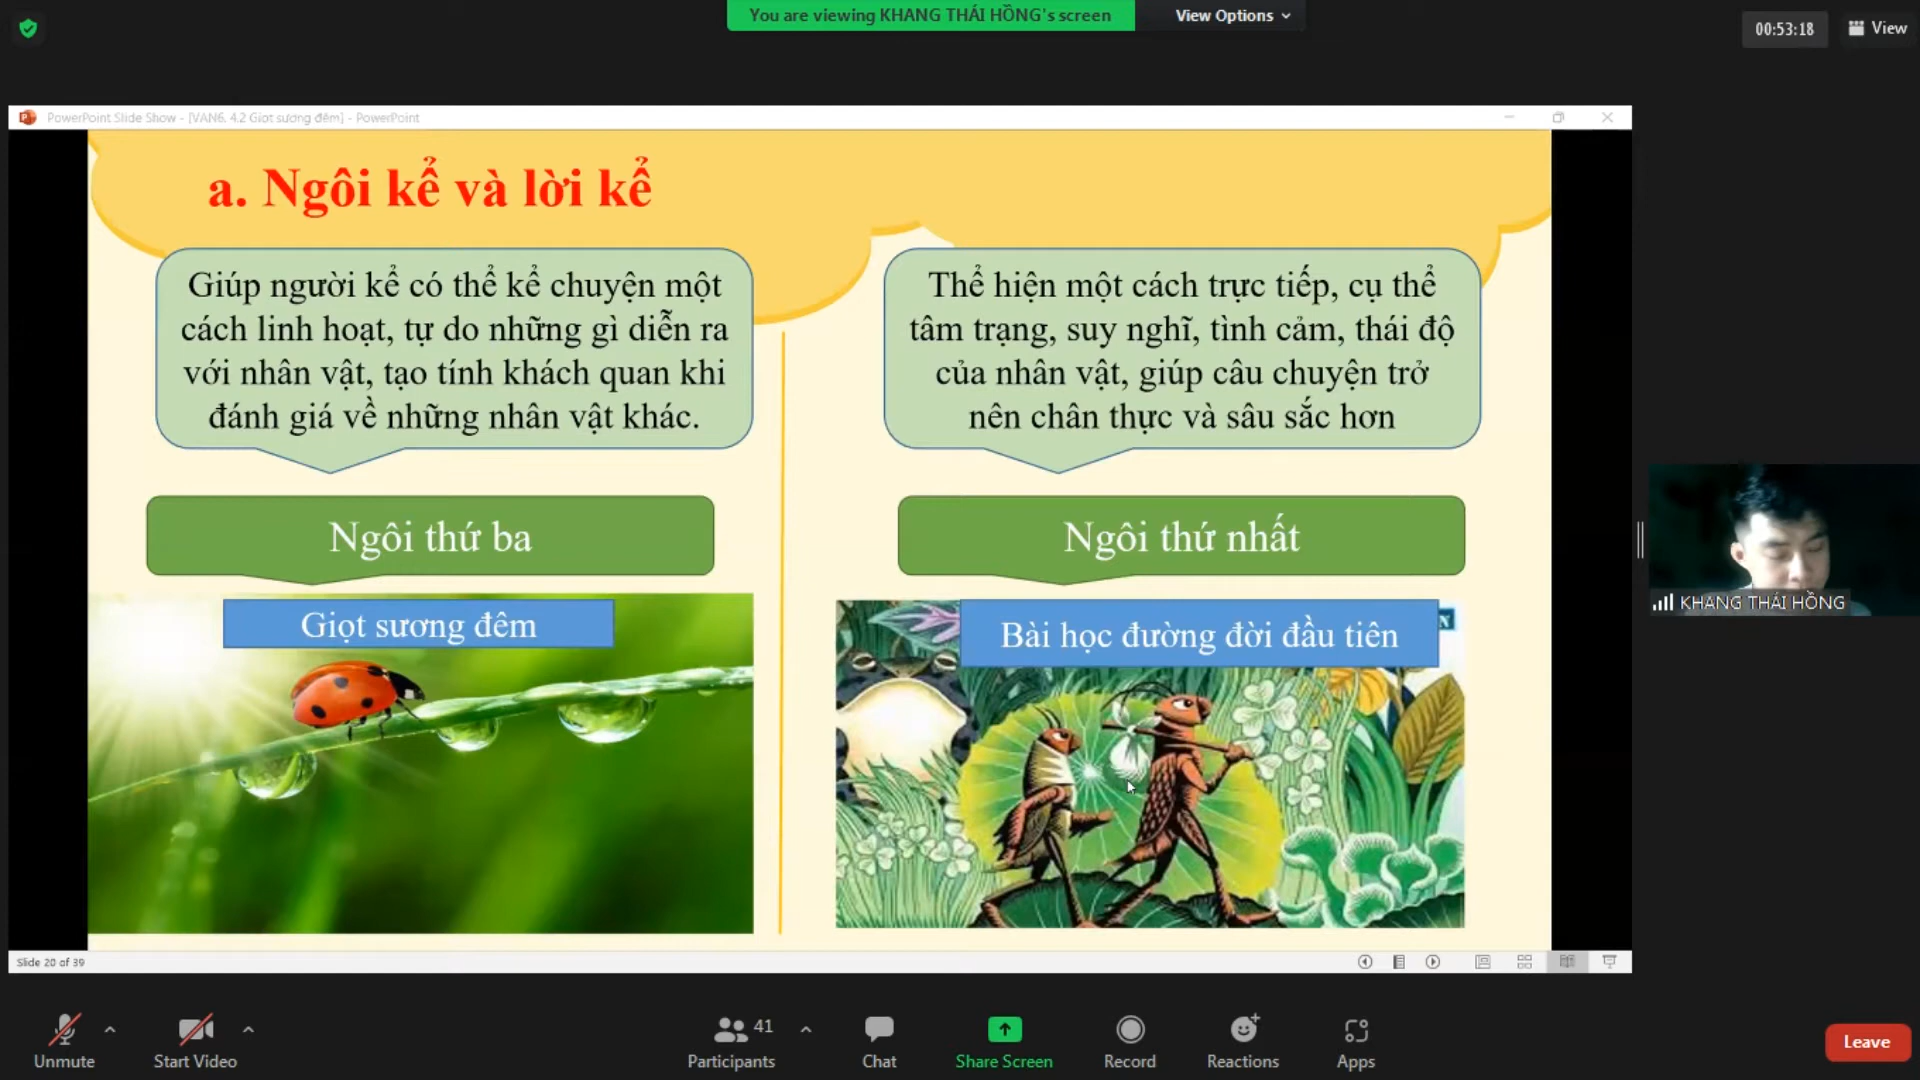 You are viewing KHANG THÁI HỒNG's screen
View Options
00:53:18
View
PowerPoint Slide Show - [VAN6. 4.2 Giọt sương đêm] - PowerPoint
a. Ngôi kể và lời kể
Giúp người kể có thể kể chuyện một
cách linh hoạt, tự do những gì diễn ra
với nhân vật, tạo tính khách quan khi
đánh giá về những nhân vật khác.
Thể hiện một cách trực tiếp, cụ thể
tâm trạng, suy nghĩ, tình cảm, thái độ
của nhân vật, giúp câu chuyện trở
nên chân thực và sâu sắc hơn
Ngôi thứ ba
Ngôi thứ nhất
Giọt sương đêm
Bài học đường đời đầu tiên
N
KHANG THÁI HỒNG
Slide 20 of 39
Unmute
Start Video
41
Participants
Chat
Share Screen
Record
Reactions
Apps
Leave